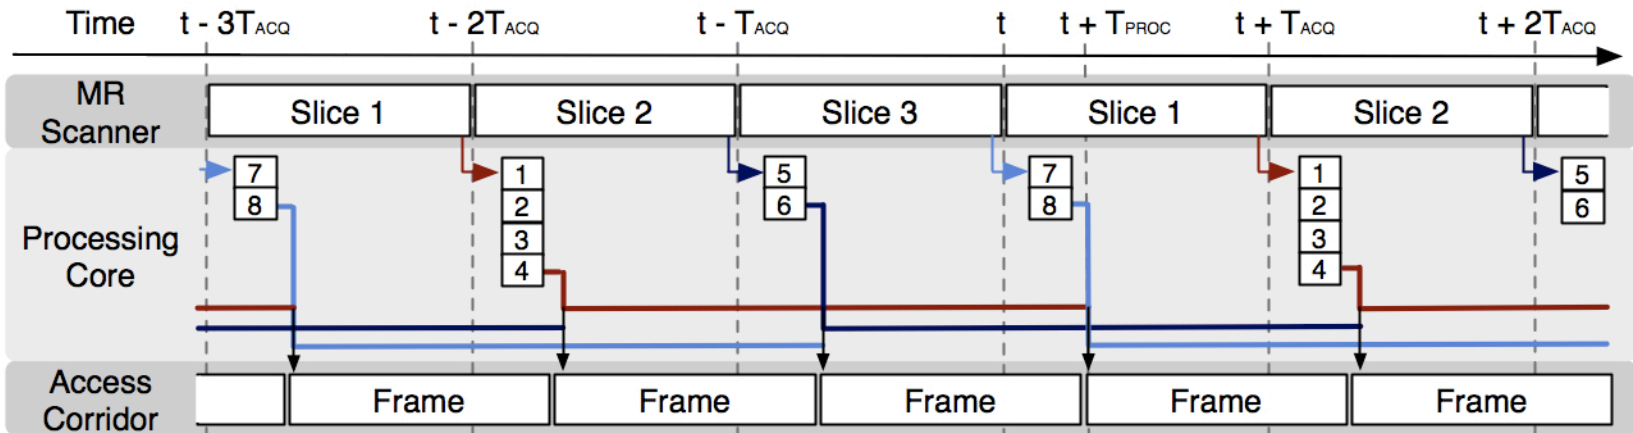 Time t - 3TACQ t - 2TACQ t - TACQ t t + TPROC t + TACQ t + 2TACQ
MR
Scanner
Slice 1 Slice 2 Slice 3 Slice 1 Slice 2
Processing
Core
7 1 5 7 1 5
8 2 6 8 2 6
3 3
4 4
Access
Corridor
Frame Frame Frame Frame Frame